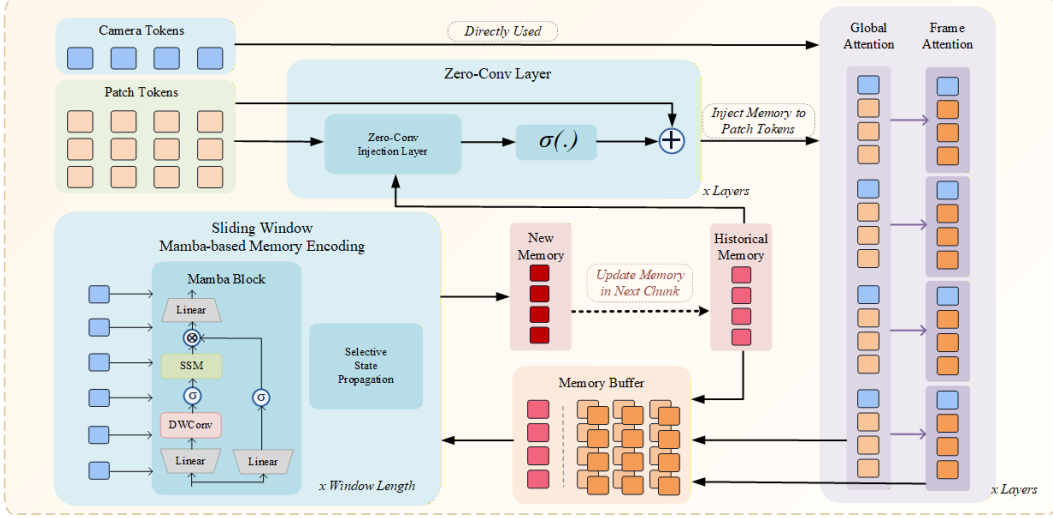 Camera Tokens
Directly Used
Global
Attention
Frame
Attention
Patch Tokens
Zero-Conv Layer
Zero-Conv
Injection Layer
σ(.)
Inject Memory to
Patch Tokens
x Layers
Sliding Window
Mamba-based Memory Encoding
Mamba Block
Linear
SSM
σ
σ
DWConv
Linear
Linear
Selective
State
Propagation
x Window Length
New
Memory
Update Memory
in Next Chunk
Historical
Memory
Memory Buffer
x Layers